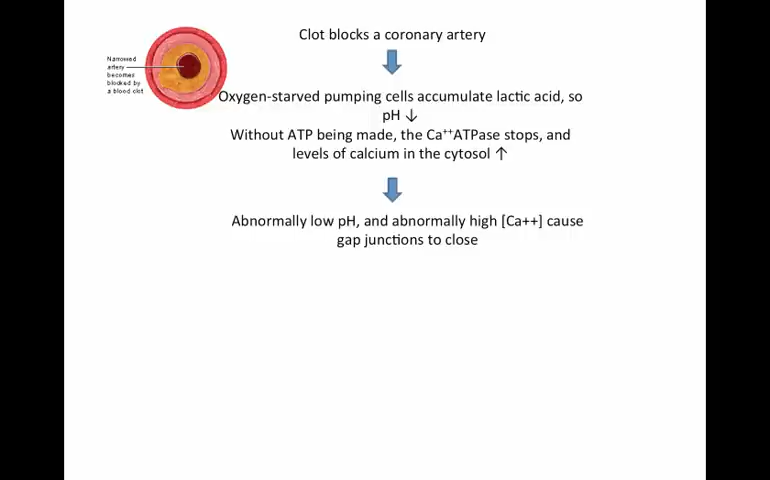 Clot blocks a coronary artery
Narrowed
artery
becomes
blocked by
a blood clot
Oxygen-starved pumping cells accumulate lactic acid, so
pH ↓
Without ATP being made, the Ca⁺⁺ATPase stops, and
levels of calcium in the cytosol ↑
Abnormally low pH, and abnormally high [Ca++] cause
gap junctions to close